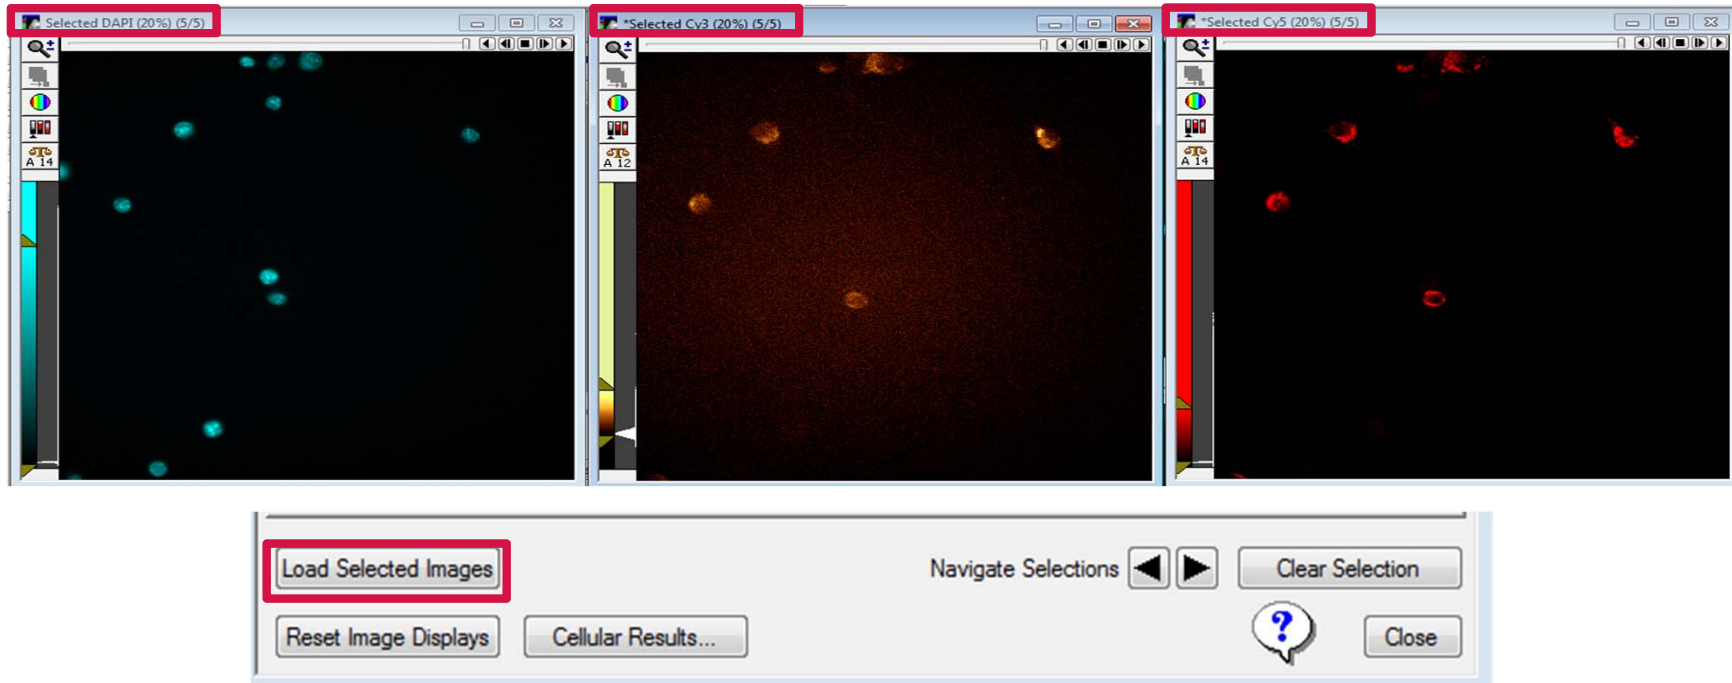 Selected DAPI (20%) (5/5)
*Selected Cy3 (20%) (5/5)
*Selected Cy5 (20%) (5/5)
A 14
A 12
A 14
Load Selected Images
Navigate Selections
Clear Selection
Reset Image Displays
Cellular Results...
?
Close